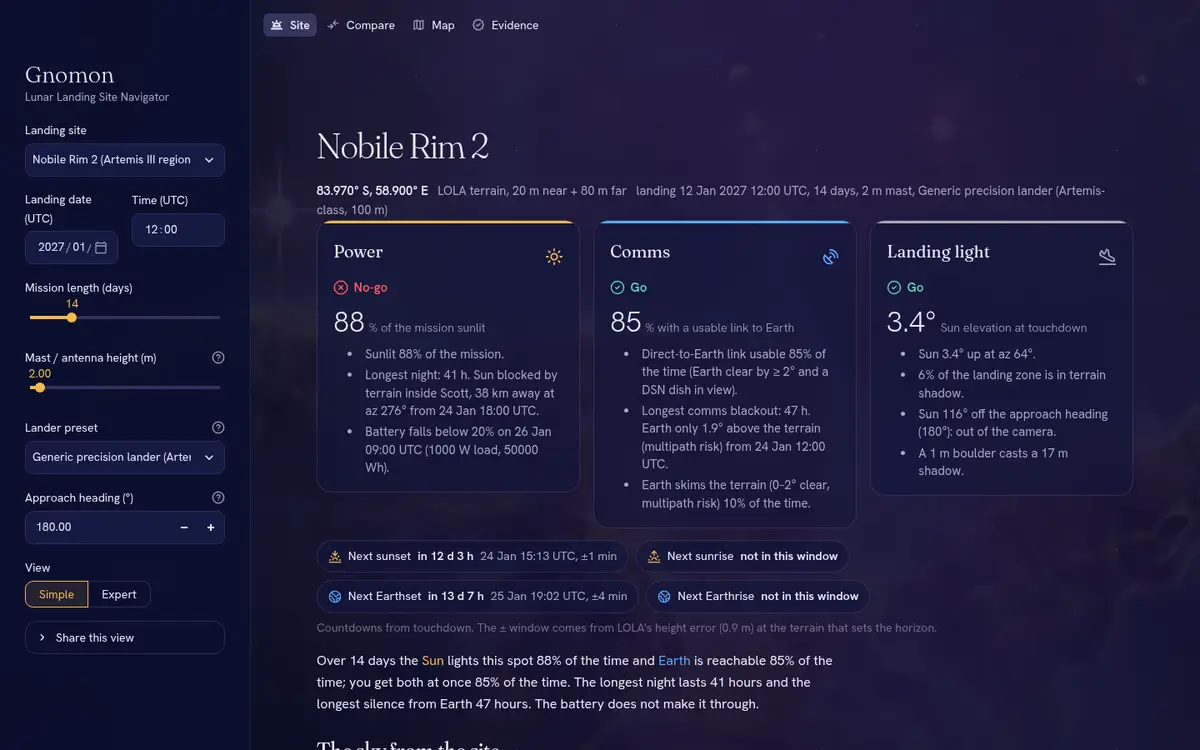 Site
Compare
Map
Evidence
Gnomon
Lunar Landing Site Navigator
Landing site
Nobile Rim 2 (Artemis III region
Landing date
(UTC)
Time (UTC)
2027/01/
12:00
Mission length (days)
14
Mast / antenna height (m)
2.00
Lander preset
Generic precision lander (Arter
Approach heading (°)
180.00
View
Simple
Expert
Share this view
Nobile Rim 2
83.970° S, 58.900° E LOLA terrain, 20 m near + 80 m far landing 12 Jan 2027 12:00 UTC, 14 days, 2 m mast, Generic precision lander (Artemis-
class, 100 m)
Power
No-go
88 % of the mission sunlit
• Sunlit 88% of the mission.
• Longest night: 41 h. Sun blocked by
terrain inside Scott, 38 km away at
az 276° from 24 Jan 18:00 UTC.
• Battery falls below 20% on 26 Jan
09:00 UTC (1000 W load, 50000
Wh).
Comms
Go
85 % with a usable link to Earth
• Direct-to-Earth link usable 85% of
the time (Earth clear by ≥ 2° and a
DSN dish in view).
• Longest comms blackout: 47 h.
Earth only 1.9° above the terrain
(multipath risk) from 24 Jan 12:00
UTC.
• Earth skims the terrain (0–2° clear,
multipath risk) 10% of the time.
Landing light
Go
3.4° Sun elevation at touchdown
• Sun 3.4° up at az 64°.
• 6% of the landing zone is in terrain
shadow.
• Sun 116° off the approach heading
(180°): out of the camera.
• A 1 m boulder casts a 17 m
shadow.
Next sunset in 12 d 3 h 24 Jan 15:13 UTC, ±1 min
Next sunrise not in this window
Next Earthset in 13 d 7 h 25 Jan 19:02 UTC, ±4 min
Next Earthrise not in this window
Countdowns from touchdown. The ± window comes from LOLA's height error (0.9 m) at the terrain that sets the horizon.
Over 14 days the Sun lights this spot 88% of the time and Earth is reachable 85% of the
time; you get both at once 85% of the time. The longest night lasts 41 hours and the
longest silence from Earth 47 hours. The battery does not make it through.
The sky from the site